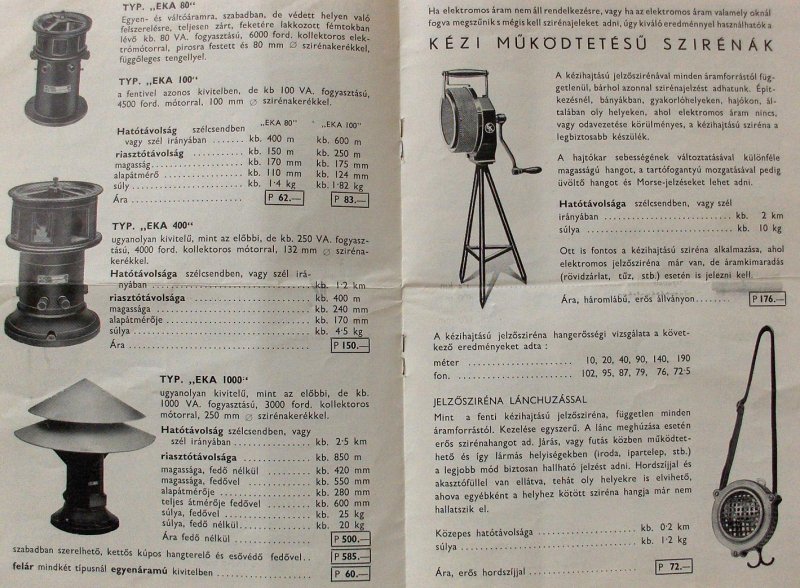 TYP. „EKA 80"
Egyen- és váltóáramra, szabadban, de védett helyen való
felszerelésre, teljesen zárt, feketére lakkozott fémtokban
lévő kb. 80 VA. fogyasztású, 6000 ford. kollektoros elek-
trómótorral, pirosra festett és 80 mm ∅ szirénakerékkel,
függőleges tengellyel.
TYP. „EKA 100"
a fentivel azonos kivitelben, de kb 100 VA. fogyasztású,
4500 ford. mótorral, 100 mm ∅ szirénakerékkel.
„EKA 80" „EKA 100"
Hatótávolság szélcsendben
vagy szél irányában ....... kb. 400 m kb. 600 m
riasztótávolság ........... kb. 150 m kb. 250 m
magasság ................ kb. 170 mm kb. 175 mm
alapátmérő .............. kb. 110 mm kb. 124 mm
súly ..................... kb. 1·4 kg kb. 1·82 kg
Ára ..................... P 62.— P 83.—
TYP. „EKA 400"
ugyanolyan kivitelű, mint az előbbi, de kb. 250 VA. fogyasz-
tású, 4000 ford. kollektoros mótorral, 132 mm ∅ sziréna-
kerékkel.
Hatótávolság szélcsendben, vagy szél irá-
nyában ............................ kb. 1·2 km
riasztótávolsága ..................... kb. 400 m
magassága .......................... kb. 240 mm
alapátmérője ........................ kb. 170 mm
súlya ............................... kb. 4·5 kg
Ára ................................ P 150.—
TYP. „EKA 1000"
ugyanolyan kivitelű, mint az előbbi, de kb.
1000 VA. fogyasztású, 3000 ford. kollektoros
mótorral, 250 mm ∅ szirénakerékkel.
Hatótávolság szélcsendben, vagy
szél irányában ............. kb. 2·5 km
riasztótávolsága ............ kb. 850 m
magassága, fedő nélkül ...... kb. 420 mm
magassága, fedővel ......... kb. 550 mm
alapátmérője ............... kb. 280 mm
teljes átmérője fedővel ....... kb. 600 mm
súlya, fedővel .............. kb. 25 kg
súlya, fedő nélkül........... kb. 20 kg
Ára fedő nélkül ............. P 500.—
szabadban szerelhető, kettős kúpos hangterelő és esővédő fedővel.. P 585.—
felár mindkét típusnál egyenáramú kivitelben ................. P 60.—
Ha elektromos áram nem áll rendelkezésre, vagy ha az elektromos áram valamely oknál
fogva megszűnik s mégis kell szirénajeleket adni, úgy kiváló eredménnyel használhatók a
KÉZI MŰKÖDTETÉSŰ SZIRÉNÁK
A kézihajtású jelzőszirénával minden áramforrástól füg-
getlenül, bárhol azonnal szirénajelzést adhatunk. Épít-
kezésnél, bányákban, gyakorlóhelyeken, hajókon, ál-
talában oly helyeken, ahol elektromos áram nincs,
vagy odavezetése körülményes, a kézihajtású sziréna a
legbiztosabb készülék.
A hajtókar sebességének változtatásával különféle
magasságú hangot, a tartófogantyú mozgatásával pedig
üvöltő hangot és Morse-jelzéseket lehet adni.
Hatótávolsága szélcsendben, vagy szél
irányában ........................ kb. 2 km
súlya ............................ kb. 10 kg
Ott is fontos a kézihajtású sziréna alkalmazása, ahol
elektromos jelzősziréna már van, de áramkimaradás
(rövidzárlat, tűz, stb.) esetén is jelezni kell.
Ára, háromlábú, erős állványon....... P 176.—
A kézihajtású jelzősziréna hangerősségi vizsgálata a követ-
kező eredményeket adta :
méter .................... 10, 20, 40, 90, 140, 190
fon. ...................... 102, 95, 87, 79, 76, 72·5
JELZŐSZIRÉNA LÁNCHUZÁSSAL
Mint a fenti kézihajtású jelzősziréna, független minden
áramforrástól. Kezelése egyszerű. A lánc meghúzása esetén
erős szirénahangot ad. Járás, vagy futás közben működtet-
hető és így lármás helyiségekben (iroda, ipartelep, stb.)
a legjobb mód biztosan hallható jelzést adni. Hordszíjjel és
akasztófüllel van ellátva, tehát oly helyekre is elvihető,
ahova egyébként a helyhez kötött sziréna hangja már nem
hallatszik el.
Közepes hatótávolsága .............. kb. 0·2 km
súlya ............................ kb. 1·2 kg
Ára, erős hordszíjjal ................. P 72.—